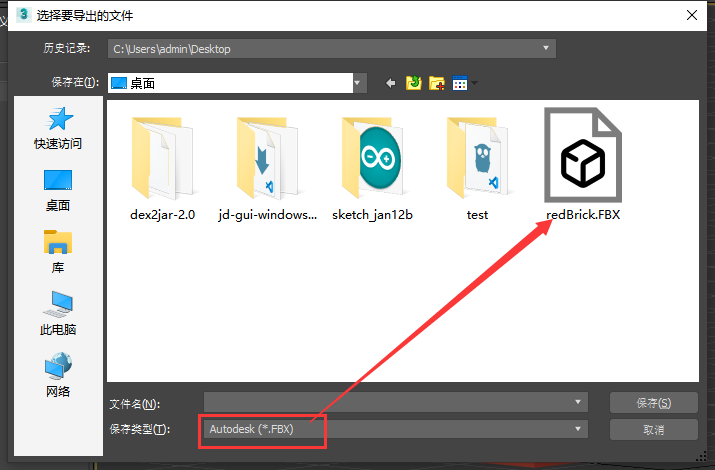 选择要导出的文件
历史记录: C:\Users\admin\Desktop
保存在(I): 桌面
快速访问
桌面
库
此电脑
网络
dex2jar-2.0 jd-gui-windows... sketch_jan12b test redBrick.FBX
文件名(N): 保存(S)
保存类型(T): Autodesk (*.FBX) 取消